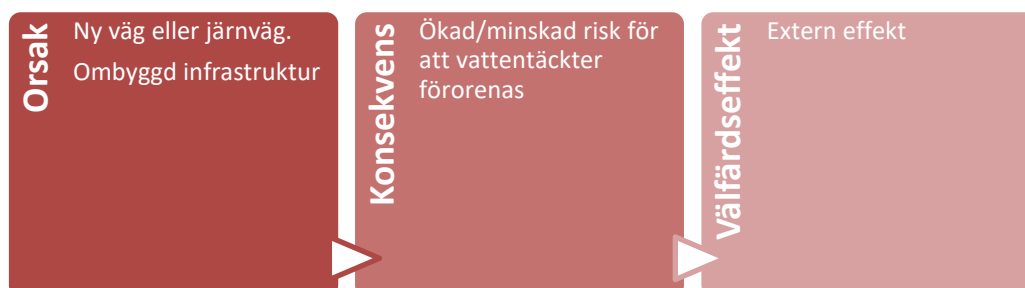 Orsak
Ny väg eller järnväg.
Ombyggd infrastruktur
Konsekvens
Ökad/minskad risk för
att vattentäckter
förorenas
Välfärdseffekt
Extern effekt